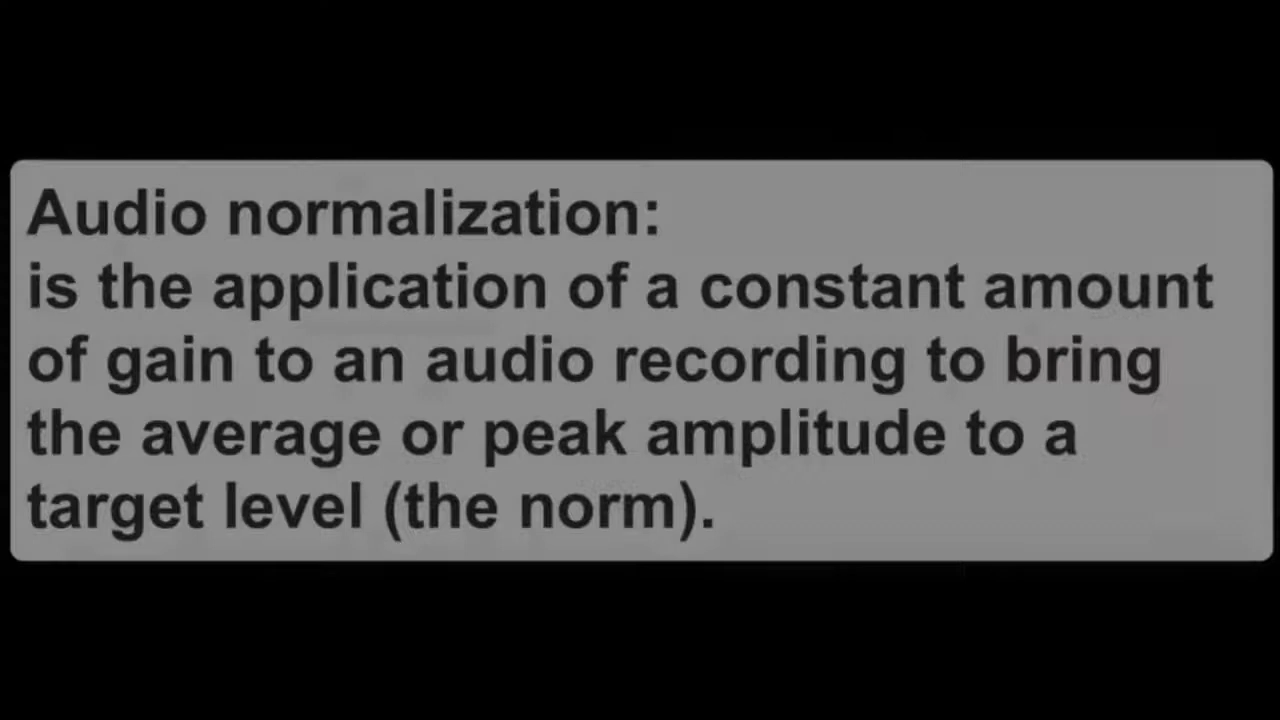 Audio normalization:
is the application of a constant amount
of gain to an audio recording to bring
the average or peak amplitude to a
target level (the norm).